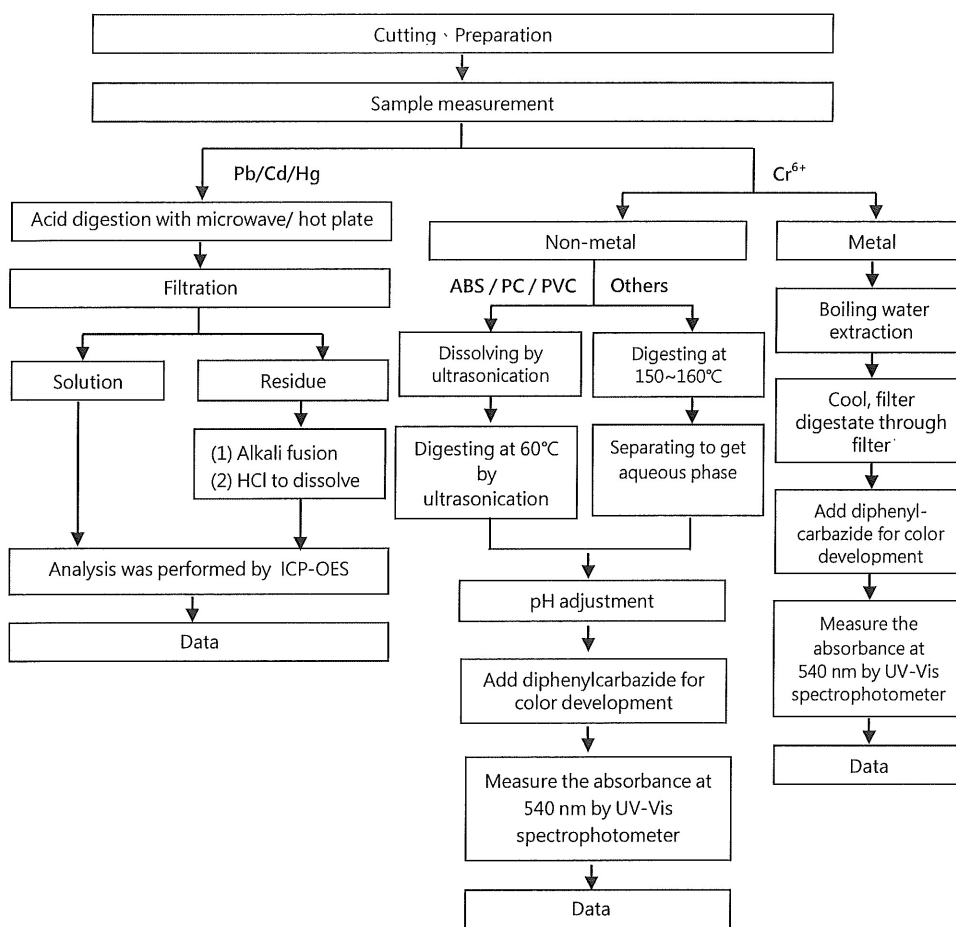 Cutting、Preparation
Sample measurement
Pb/Cd/Hg
Acid digestion with microwave/ hot plate
Filtration
Solution
Residue
(1) Alkali fusion
(2) HCl to dissolve
Analysis was performed by ICP-OES
Data
Cr⁶⁺
Non-metal
ABS / PC / PVC
Others
Dissolving by
ultrasonication
Digesting at
150~160℃
Digesting at 60℃
by
ultrasonication
Separating to get
aqueous phase
pH adjustment
Add diphenylcarbazide for
color development
Measure the absorbance at
540 nm by UV-Vis
spectrophotometer
Data
Metal
Boiling water
extraction
Cool, filter
digestate through
filter
Add diphenyl-
carbazide for color
development
Measure the
absorbance at
540 nm by UV-Vis
spectrophotometer
Data